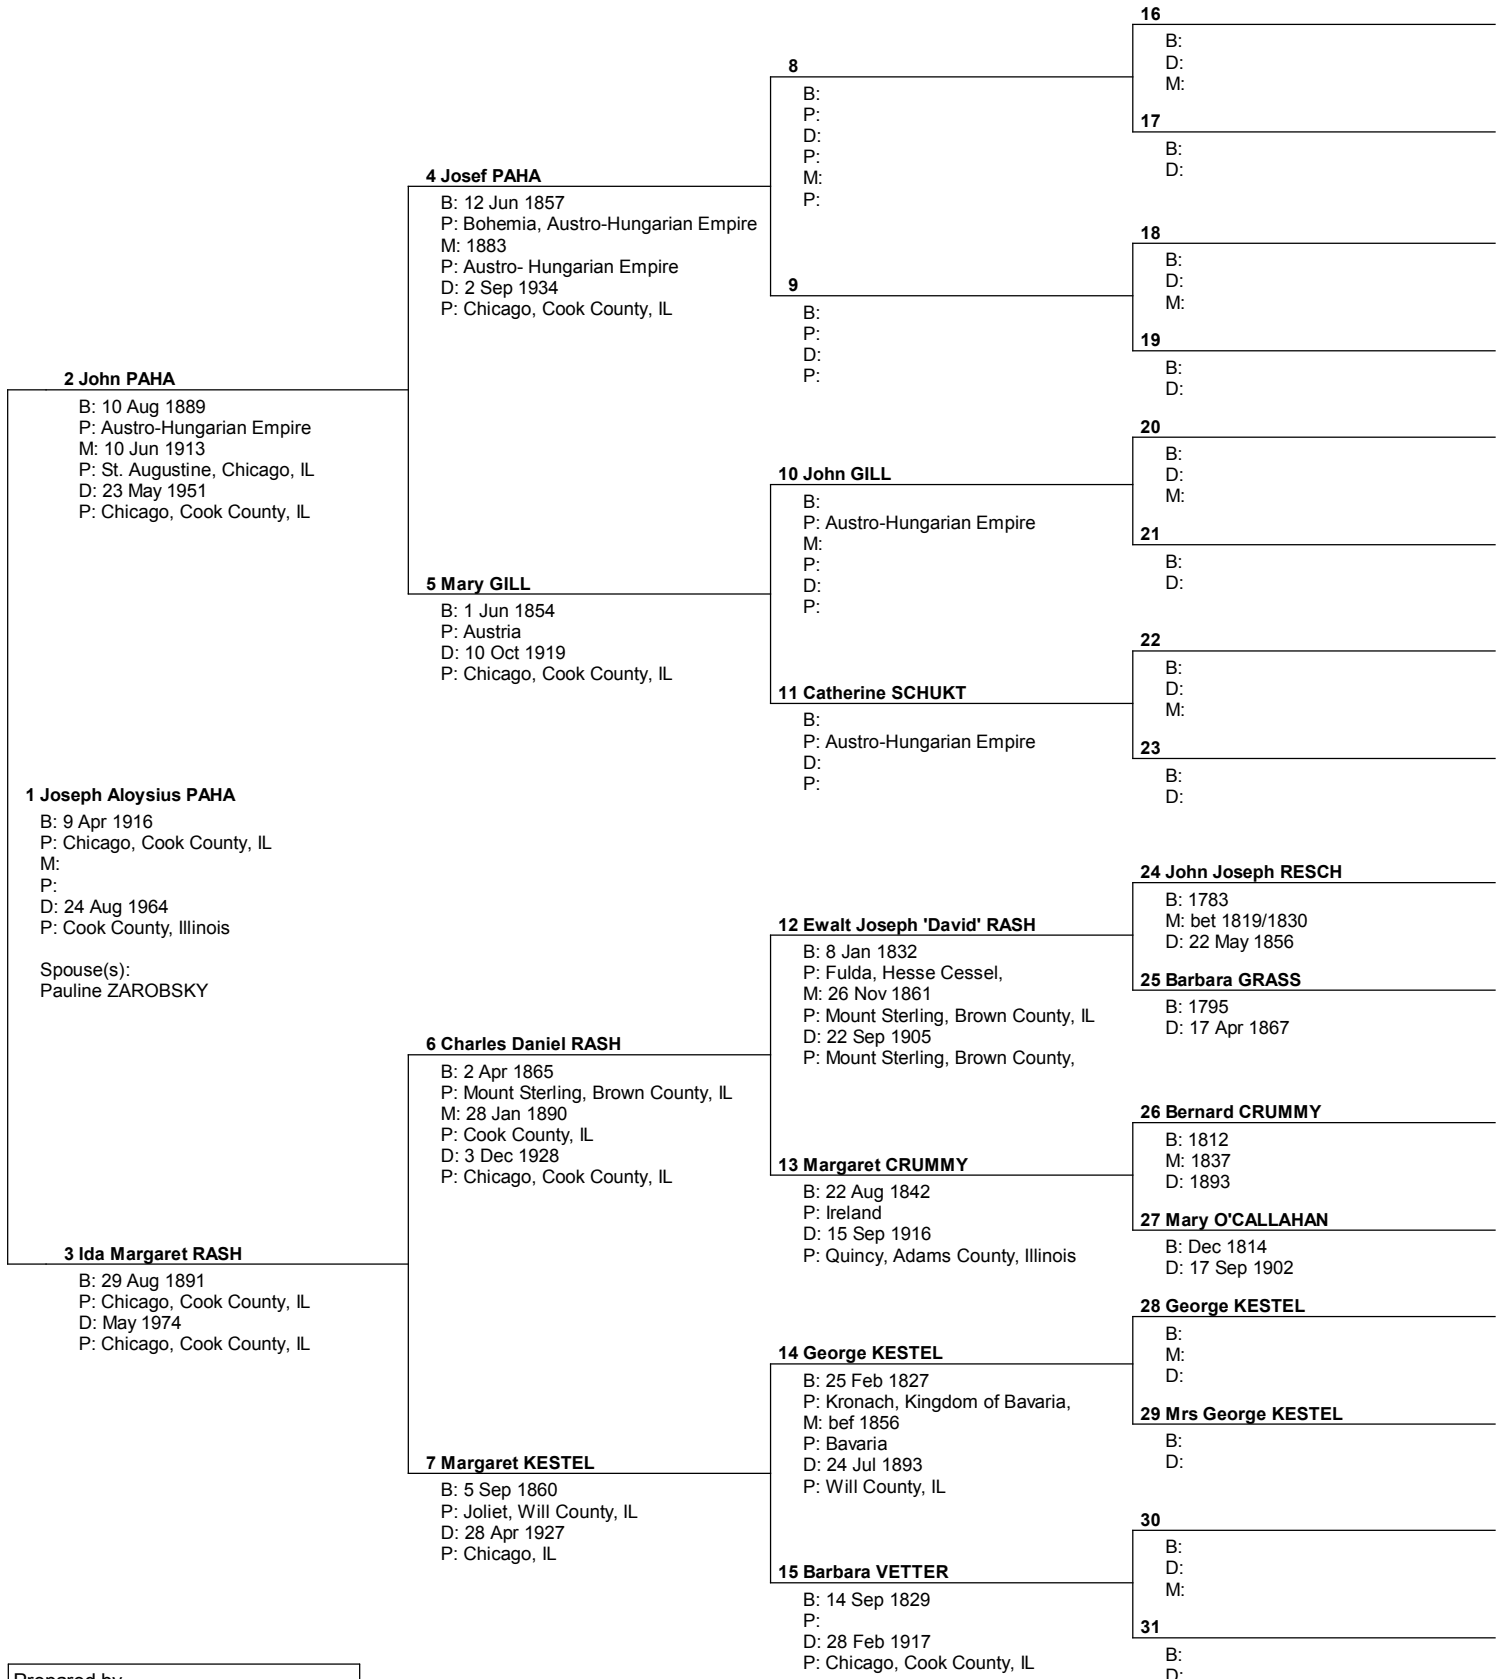 16
B:
D:
M:
8
B:
P:
D:
P:
M:
P:
17
B:
D:
4 Josef PAHA
B: 12 Jun 1857
P: Bohemia, Austro-Hungarian Empire
M: 1883
P: Austro- Hungarian Empire
D: 2 Sep 1934
P: Chicago, Cook County, IL
18
B:
D:
M:
9
B:
P:
D:
P:
19
B:
D:
2 John PAHA
B: 10 Aug 1889
P: Austro-Hungarian Empire
M: 10 Jun 1913
P: St. Augustine, Chicago, IL
D: 23 May 1951
P: Chicago, Cook County, IL
20
B:
D:
M:
10 John GILL
B:
P: Austro-Hungarian Empire
M:
P:
D:
P:
21
B:
D:
5 Mary GILL
B: 1 Jun 1854
P: Austria
D: 10 Oct 1919
P: Chicago, Cook County, IL
22
B:
D:
M:
11 Catherine SCHUKT
B:
P: Austro-Hungarian Empire
D:
P:
23
B:
D:
1 Joseph Aloysius PAHA
B: 9 Apr 1916
P: Chicago, Cook County, IL
M:
P:
D: 24 Aug 1964
P: Cook County, Illinois
Spouse(s):
Pauline ZAROBSKY
24 John Joseph RESCH
B: 1783
M: bet 1819/1830
D: 22 May 1856
12 Ewalt Joseph 'David' RASH
B: 8 Jan 1832
P: Fulda, Hesse Cessel,
M: 26 Nov 1861
P: Mount Sterling, Brown County, IL
D: 22 Sep 1905
P: Mount Sterling, Brown County,
25 Barbara GRASS
B: 1795
D: 17 Apr 1867
6 Charles Daniel RASH
B: 2 Apr 1865
P: Mount Sterling, Brown County, IL
M: 28 Jan 1890
P: Cook County, IL
D: 3 Dec 1928
P: Chicago, Cook County, IL
26 Bernard CRUMMY
B: 1812
M: 1837
D: 1893
13 Margaret CRUMMY
B: 22 Aug 1842
P: Ireland
D: 15 Sep 1916
P: Quincy, Adams County, Illinois
27 Mary O'CALLAHAN
B: Dec 1814
D: 17 Sep 1902
3 Ida Margaret RASH
B: 29 Aug 1891
P: Chicago, Cook County, IL
D: May 1974
P: Chicago, Cook County, IL
28 George KESTEL
B:
M:
D:
14 George KESTEL
B: 25 Feb 1827
P: Kronach, Kingdom of Bavaria,
M: bef 1856
P: Bavaria
D: 24 Jul 1893
P: Will County, IL
29 Mrs George KESTEL
B:
D:
7 Margaret KESTEL
B: 5 Sep 1860
P: Joliet, Will County, IL
D: 28 Apr 1927
P: Chicago, IL
30
B:
D:
M:
15 Barbara VETTER
B: 14 Sep 1829
P:
D: 28 Feb 1917
P: Chicago, Cook County, IL
31
B:
D:
Prepared by